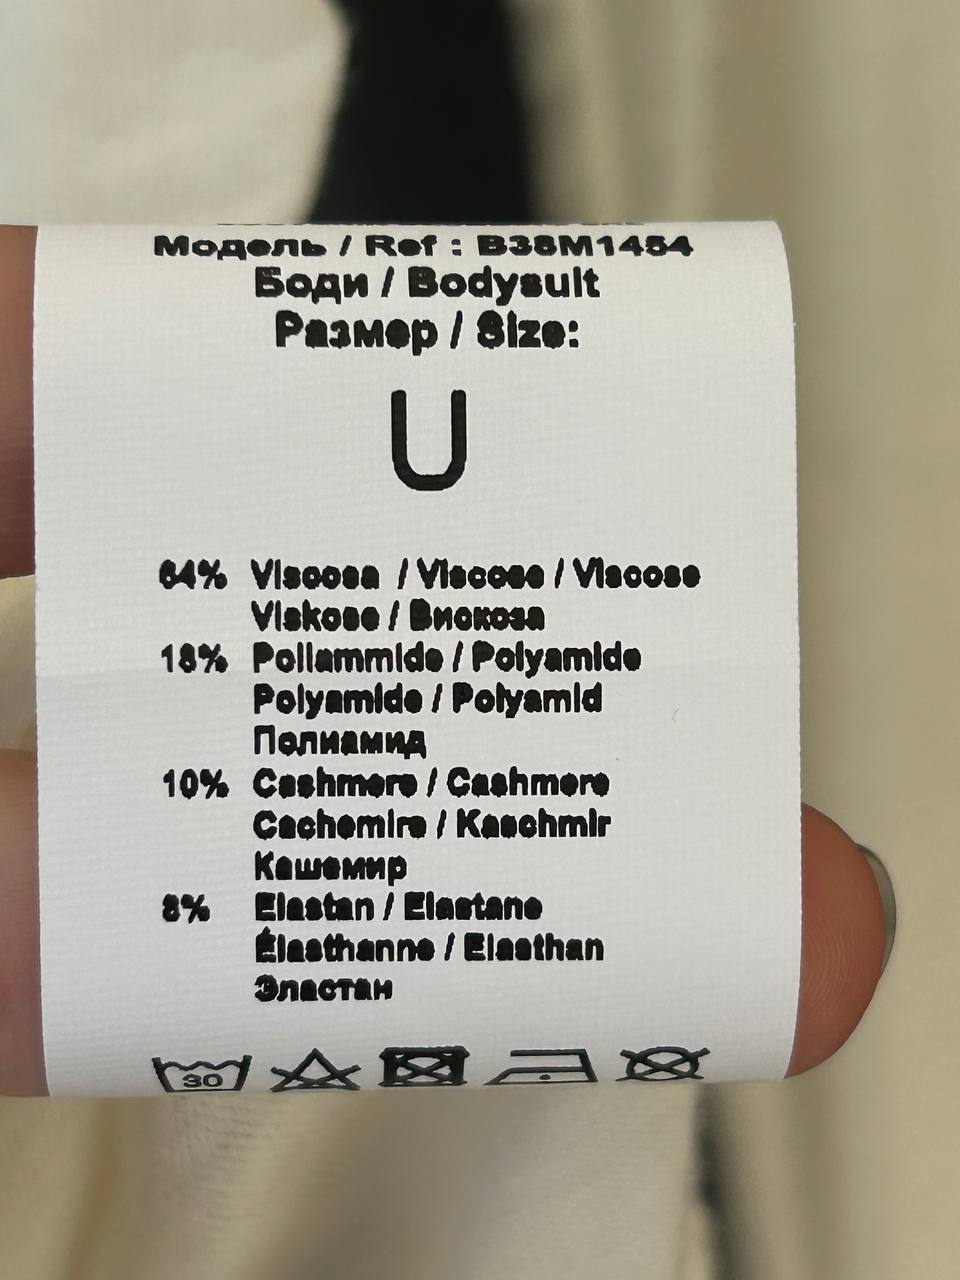 Модель / Ref : B38M1454
Боди / Bodysuit
Размер / Size:
U
64% Viscosa / Viscose / Viscose
Viskose / Вискоза
18% Poliammide / Polyamide
Polyamide / Polyamid
Полиамид
10% Cashmere / Cashmere
Cachemire / Kaschmir
Кашемир
8% Elastan / Elastane
Élasthanne / Elasthan
Эластан
30